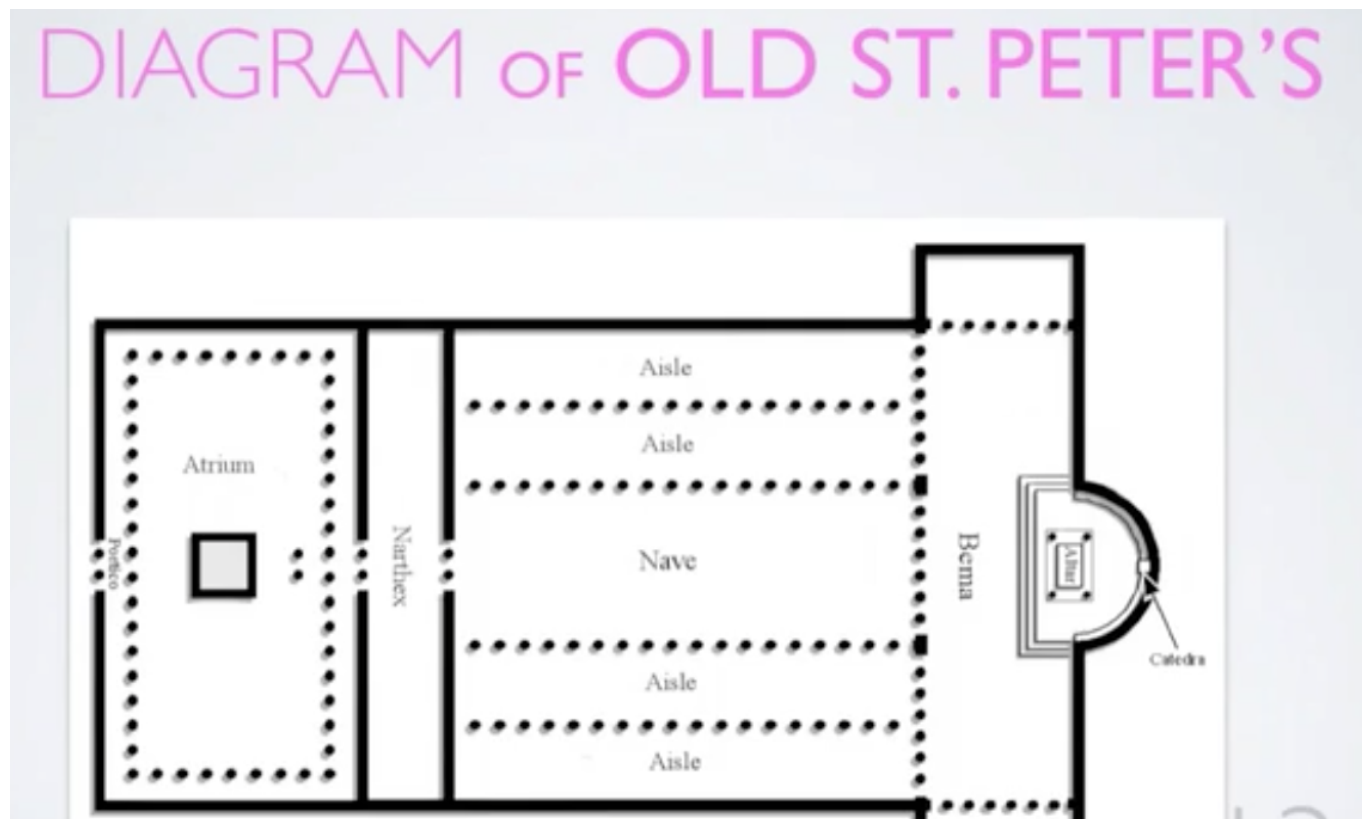 DIAGRAM OF OLD ST. PETER'S
Aisle
Aisle
Atrium
Portico
Narthex
Nave
Bema
Altar
Catedra
Aisle
Aisle